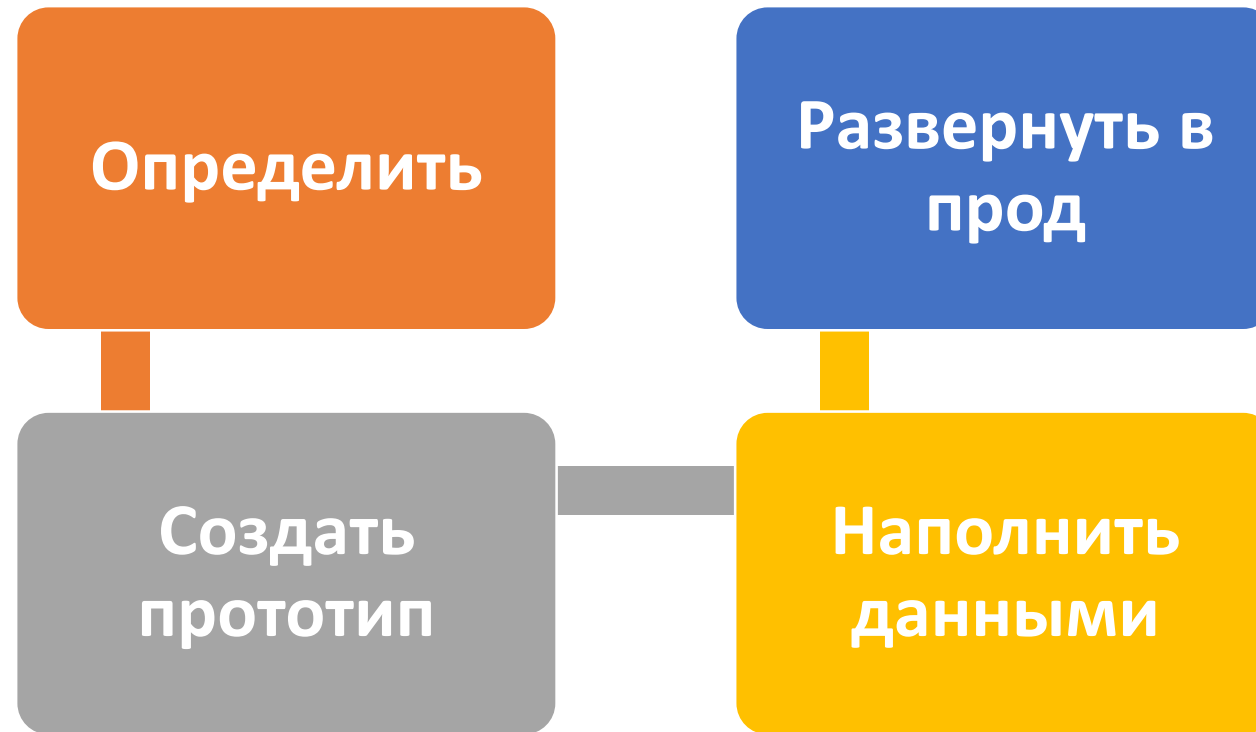 Определить
Создать
прототип
Наполнить
данными
Развернуть в
прод